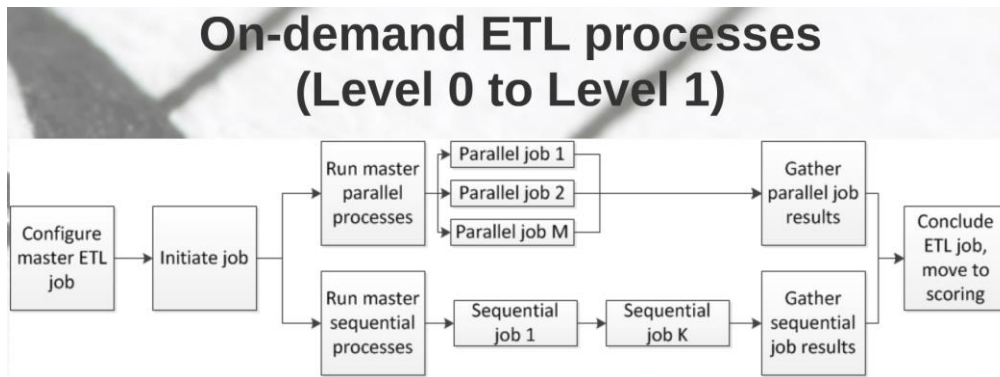 On-demand ETL processes
(Level 0 to Level 1)
Configure
master ETL
job
Initiate job
Run master
parallel
processes
Parallel job 1
Parallel job 2
Parallel job M
Gather
parallel job
results
Run master
sequential
processes
Sequential
job 1
Sequential
job K
Gather
sequential
job results
Conclude
ETL job,
move to
scoring